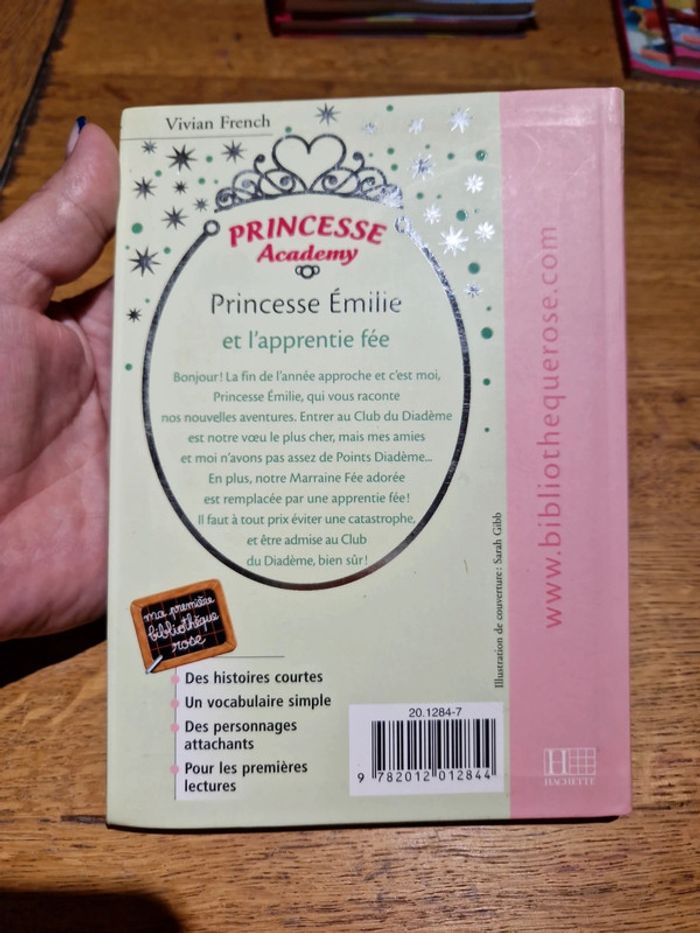 Vivian French
PRINCESSE
Academy
Princesse Émilie
et l'apprentie fée
Bonjour! La fin de l'année approche et c'est moi,
Princesse Émilie, qui vous raconte
nos nouvelles aventures. Entrer au Club du Diadème
est notre vœu le plus cher, mais mes amies
et moi n'avons pas assez de Points Diadème...
En plus, notre Marraine Fée adorée
est remplacée par une apprentie fée!
Il faut à tout prix éviter une catastrophe,
et être admise au Club
du Diadème, bien sûr!
ma première
bibliothèque
rose
Des histoires courtes
Un vocabulaire simple
Des personnages
attachants
Pour les premières
lectures
20.1284-7
9 782012 012844
Illustration de couverture: Sarah Gibb
www.bibliothequerose.com
H
HACHETTE